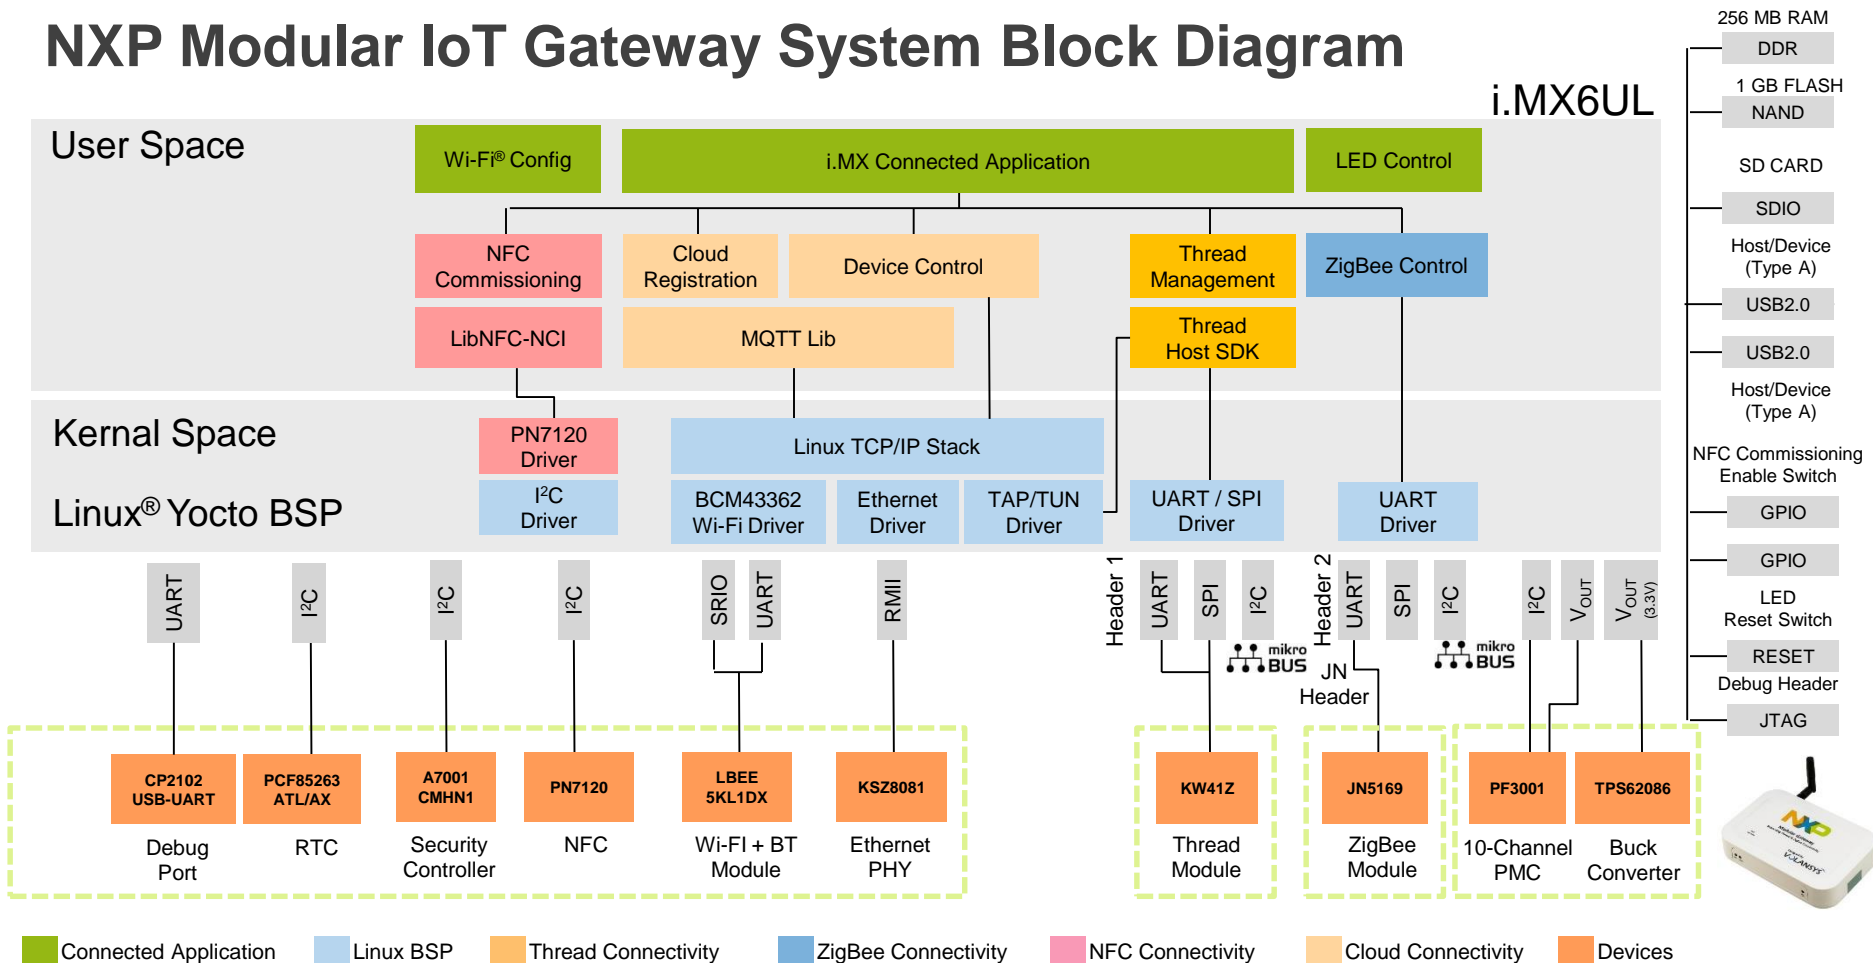 NXP Modular IoT Gateway System Block Diagram
i.MX6UL
User Space
Wi-Fi® Config
i.MX Connected Application
LED Control
NFC
Commissioning
Cloud
Registration
Device Control
Thread
Management
ZigBee Control
LibNFC-NCI
MQTT Lib
Thread
Host SDK
Kernal Space
PN7120
Driver
Linux TCP/IP Stack
Linux® Yocto BSP
I²C
Driver
BCM43362
Wi-Fi Driver
Ethernet
Driver
TAP/TUN
Driver
UART / SPI
Driver
UART
Driver
UART
I²C
I²C
I²C
SRIO
UART
RMII
Header 1
UART
SPI
I²C
mikro
BUS
Header 2
UART
SPI
I²C
mikro
BUS
JN
Header
I²C
VOUT
VOUT
(3.3V)
CP2102
USB-UART
PCF85263
ATL/AX
A7001
CMHN1
PN7120
LBEE
5KL1DX
KSZ8081
KW41Z
JN5169
PF3001
TPS62086
Debug
Port
RTC
Security
Controller
NFC
Wi-FI + BT
Module
Ethernet
PHY
Thread
Module
ZigBee
Module
10-Channel
PMC
Buck
Converter
256 MB RAM
DDR
1 GB FLASH
NAND
SD CARD
SDIO
Host/Device
(Type A)
USB2.0
USB2.0
Host/Device
(Type A)
NFC Commissioning
Enable Switch
GPIO
GPIO
LED
Reset Switch
RESET
Debug Header
JTAG
NXP
Modular Gateway
VOLANSYS
Connected Application
Linux BSP
Thread Connectivity
ZigBee Connectivity
NFC Connectivity
Cloud Connectivity
Devices